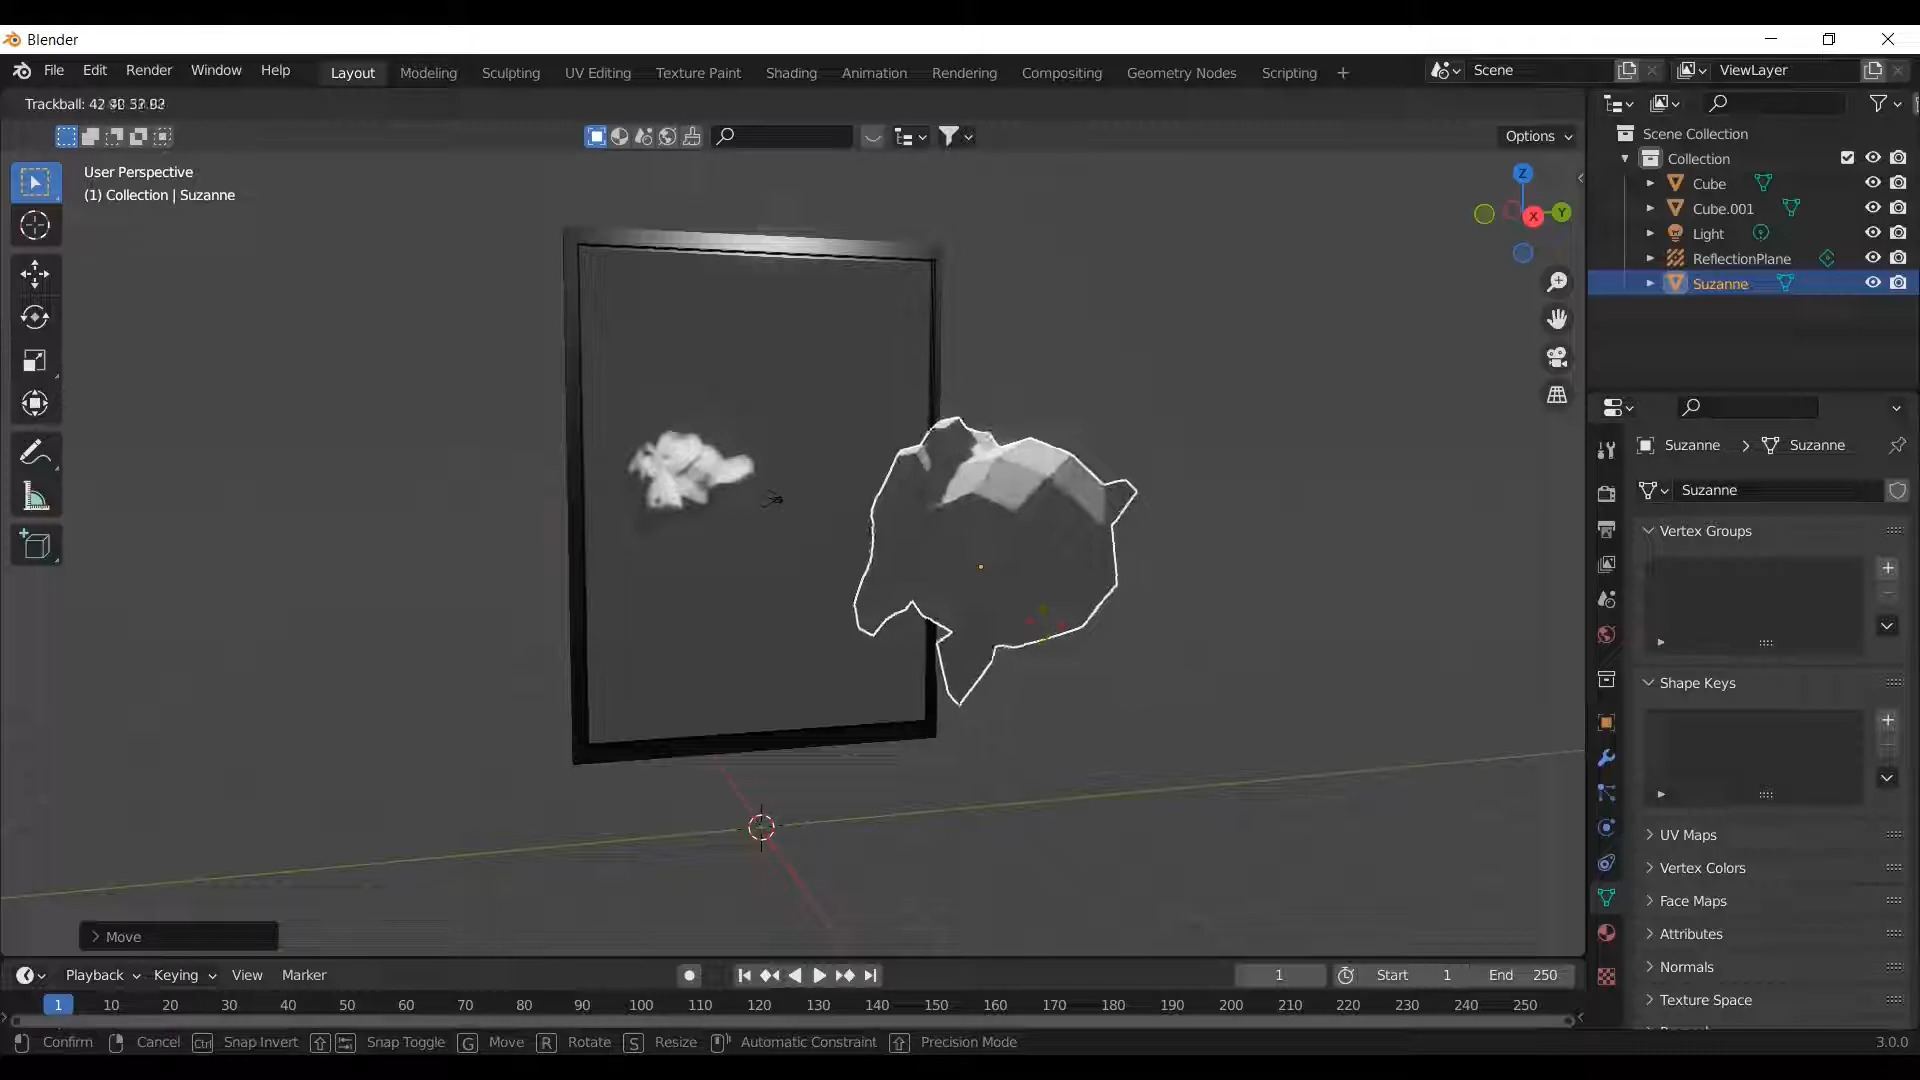 Blender
File Edit Render Window Help
Layout Modeling Sculpting UV Editing Texture Paint Shading Animation Rendering Compositing Geometry Nodes Scripting +
Scene
ViewLayer
Trackball: 42
Options
User Perspective
(1) Collection | Suzanne
Z
X
Y
Scene Collection
Collection
Cube
Cube.001
Light
ReflectionPlane
Suzanne
Suzanne > Suzanne
Suzanne
Vertex Groups
Shape Keys
UV Maps
Vertex Colors
Face Maps
Attributes
Normals
Texture Space
> Move
Playback Keying View Marker
1 Start 1 End 250
1 10 20 30 40 50 60 70 80 90 100 110 120 130 140 150 160 170 180 190 200 210 220 230 240 250
Confirm Cancel Ctrl Snap Invert Snap Toggle G Move R Rotate S Resize Automatic Constraint Precision Mode
3.0.0